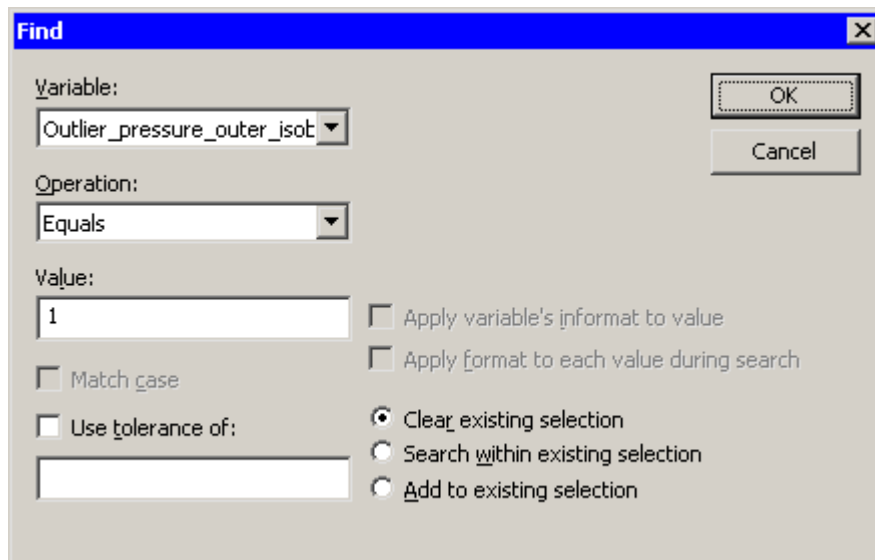 Find
Variable:
OK
Outlier_pressure_outer_isob
Cancel
Operation:
Equals
Value:
1
Apply variable's informat to value
Apply format to each value during search
Match case
Use tolerance of:
Clear existing selection
Search within existing selection
Add to existing selection